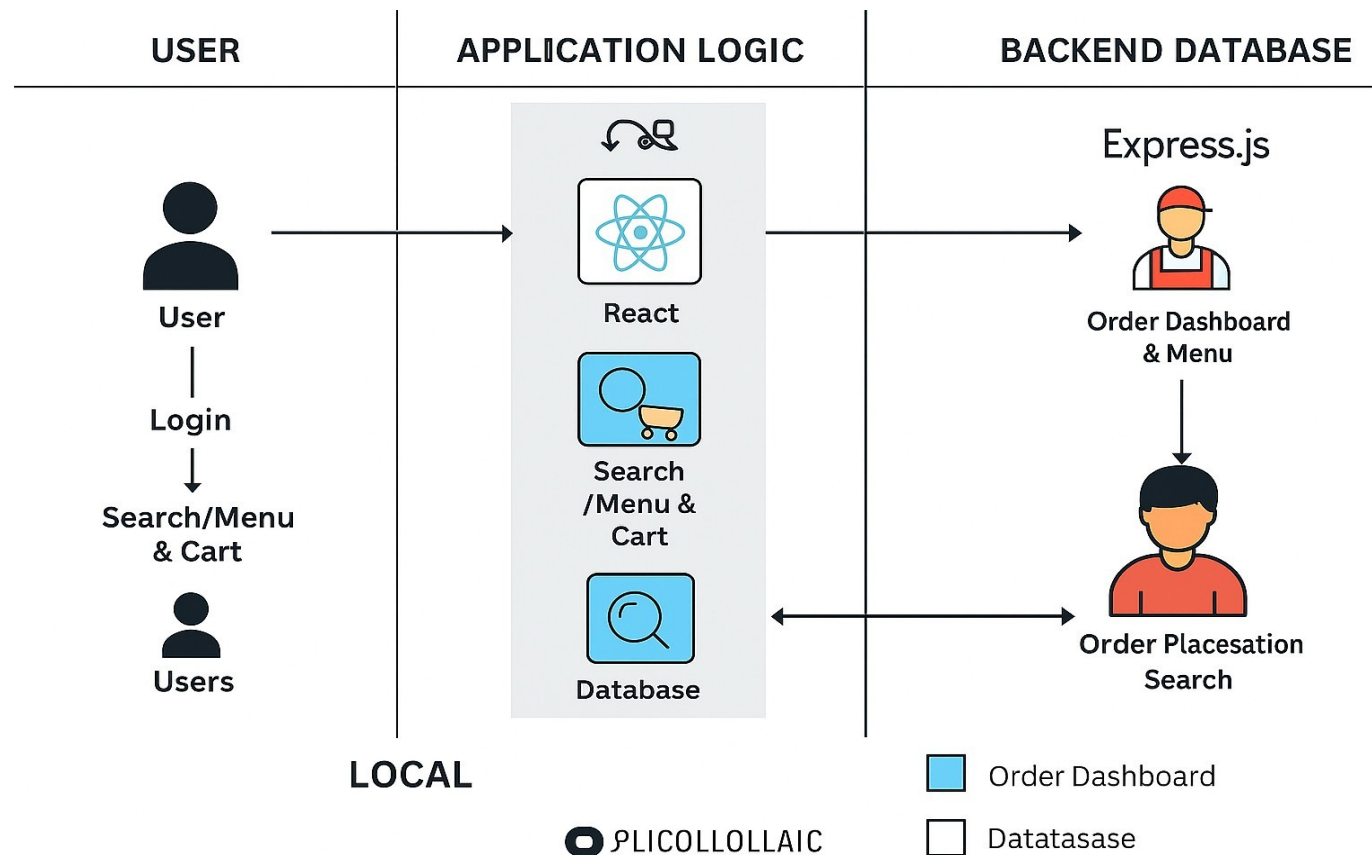 USER
APPLICATION LOGIC
BACKEND DATABASE
User
Login
Search/Menu
& Cart
Users
React
Search
/Menu &
Cart
Database
Express.js
Order Dashboard
& Menu
Order Placesation
Search
LOCAL
PLICOLLOLLAIC
Order Dashboard
Datatasase